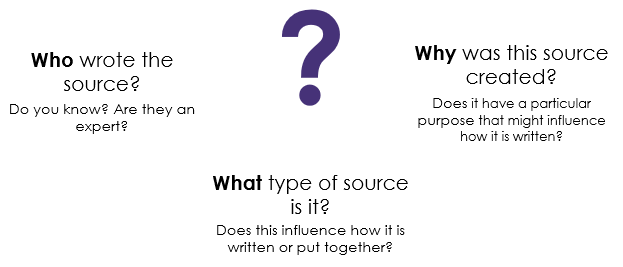 Who wrote the
source?
Do you know? Are they an
expert?
?
Why was this source
created?
Does it have a particular
purpose that might influence
how it is written?
What type of source
is it?
Does this influence how it is
written or put together?